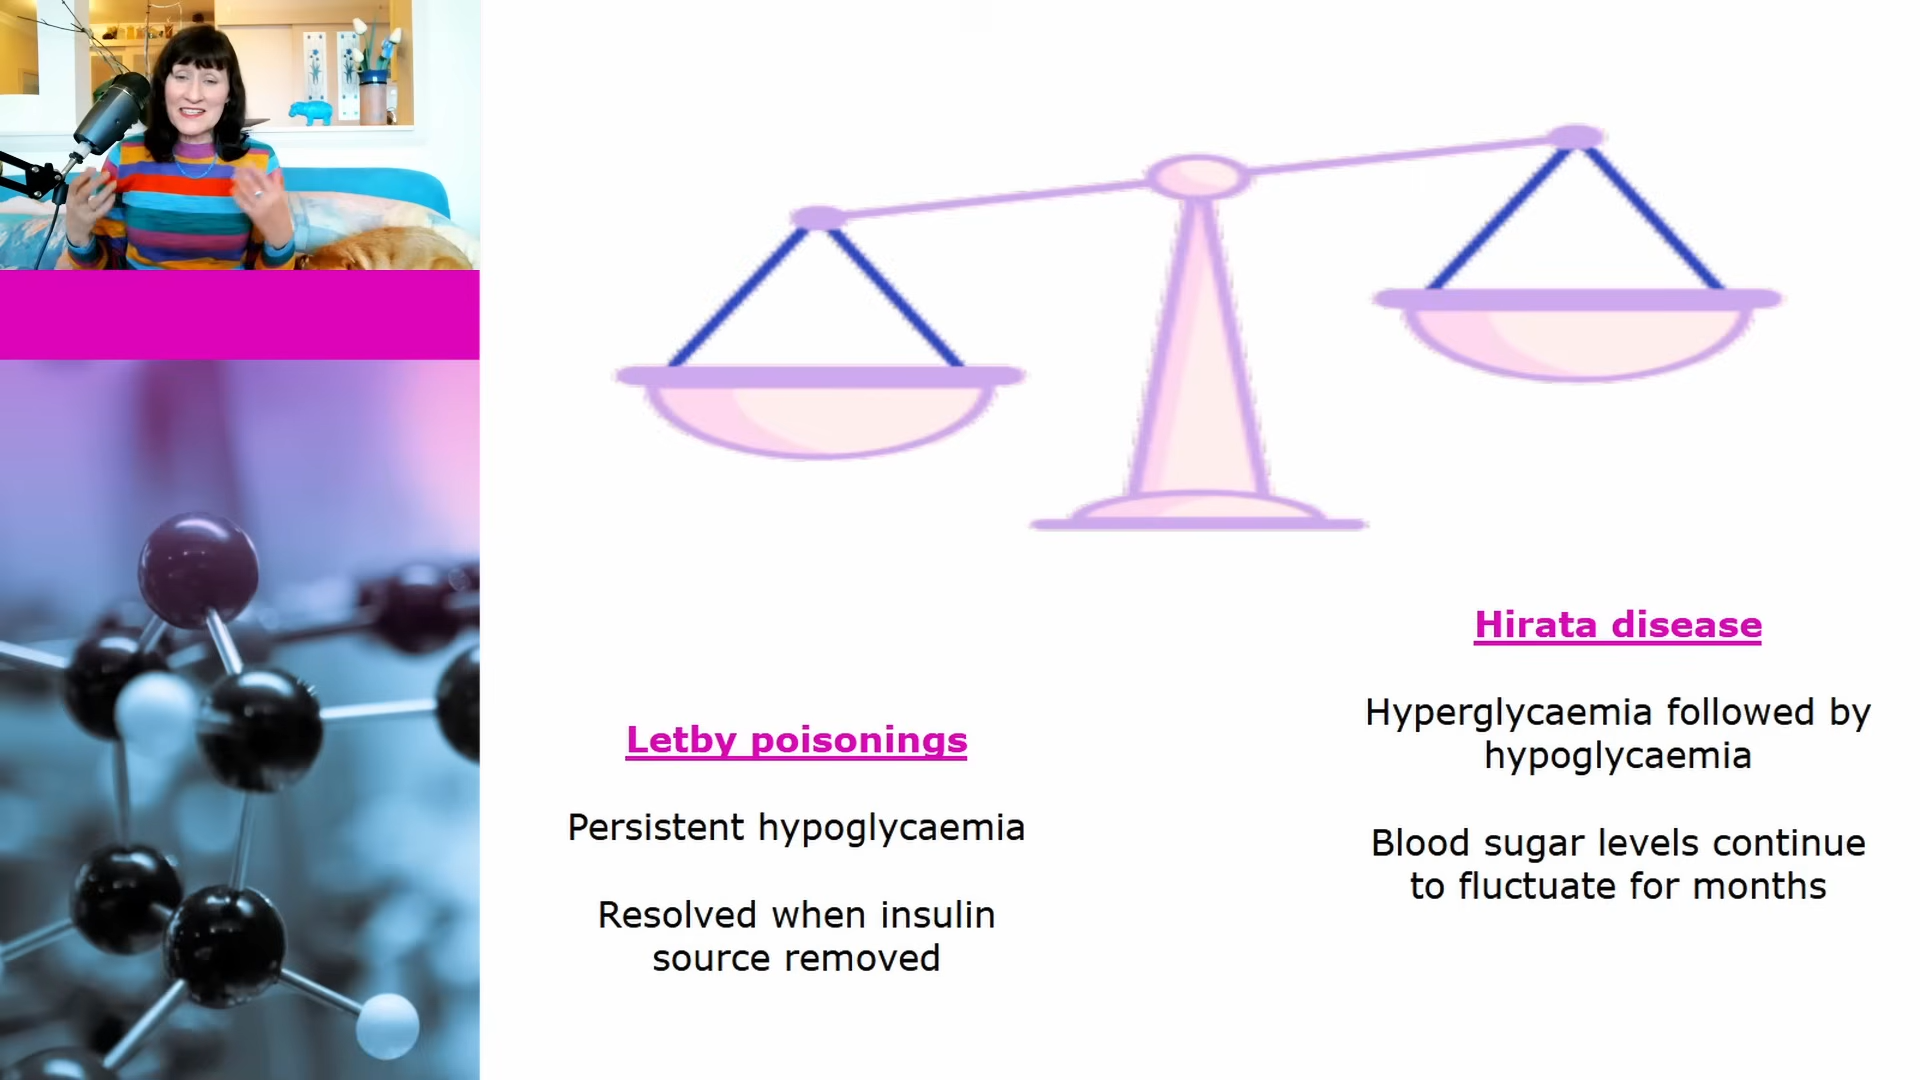 Letby poisonings
Persistent hypoglycaemia
Resolved when insulin
source removed
Hirata disease
Hyperglycaemia followed by
hypoglycaemia
Blood sugar levels continue
to fluctuate for months